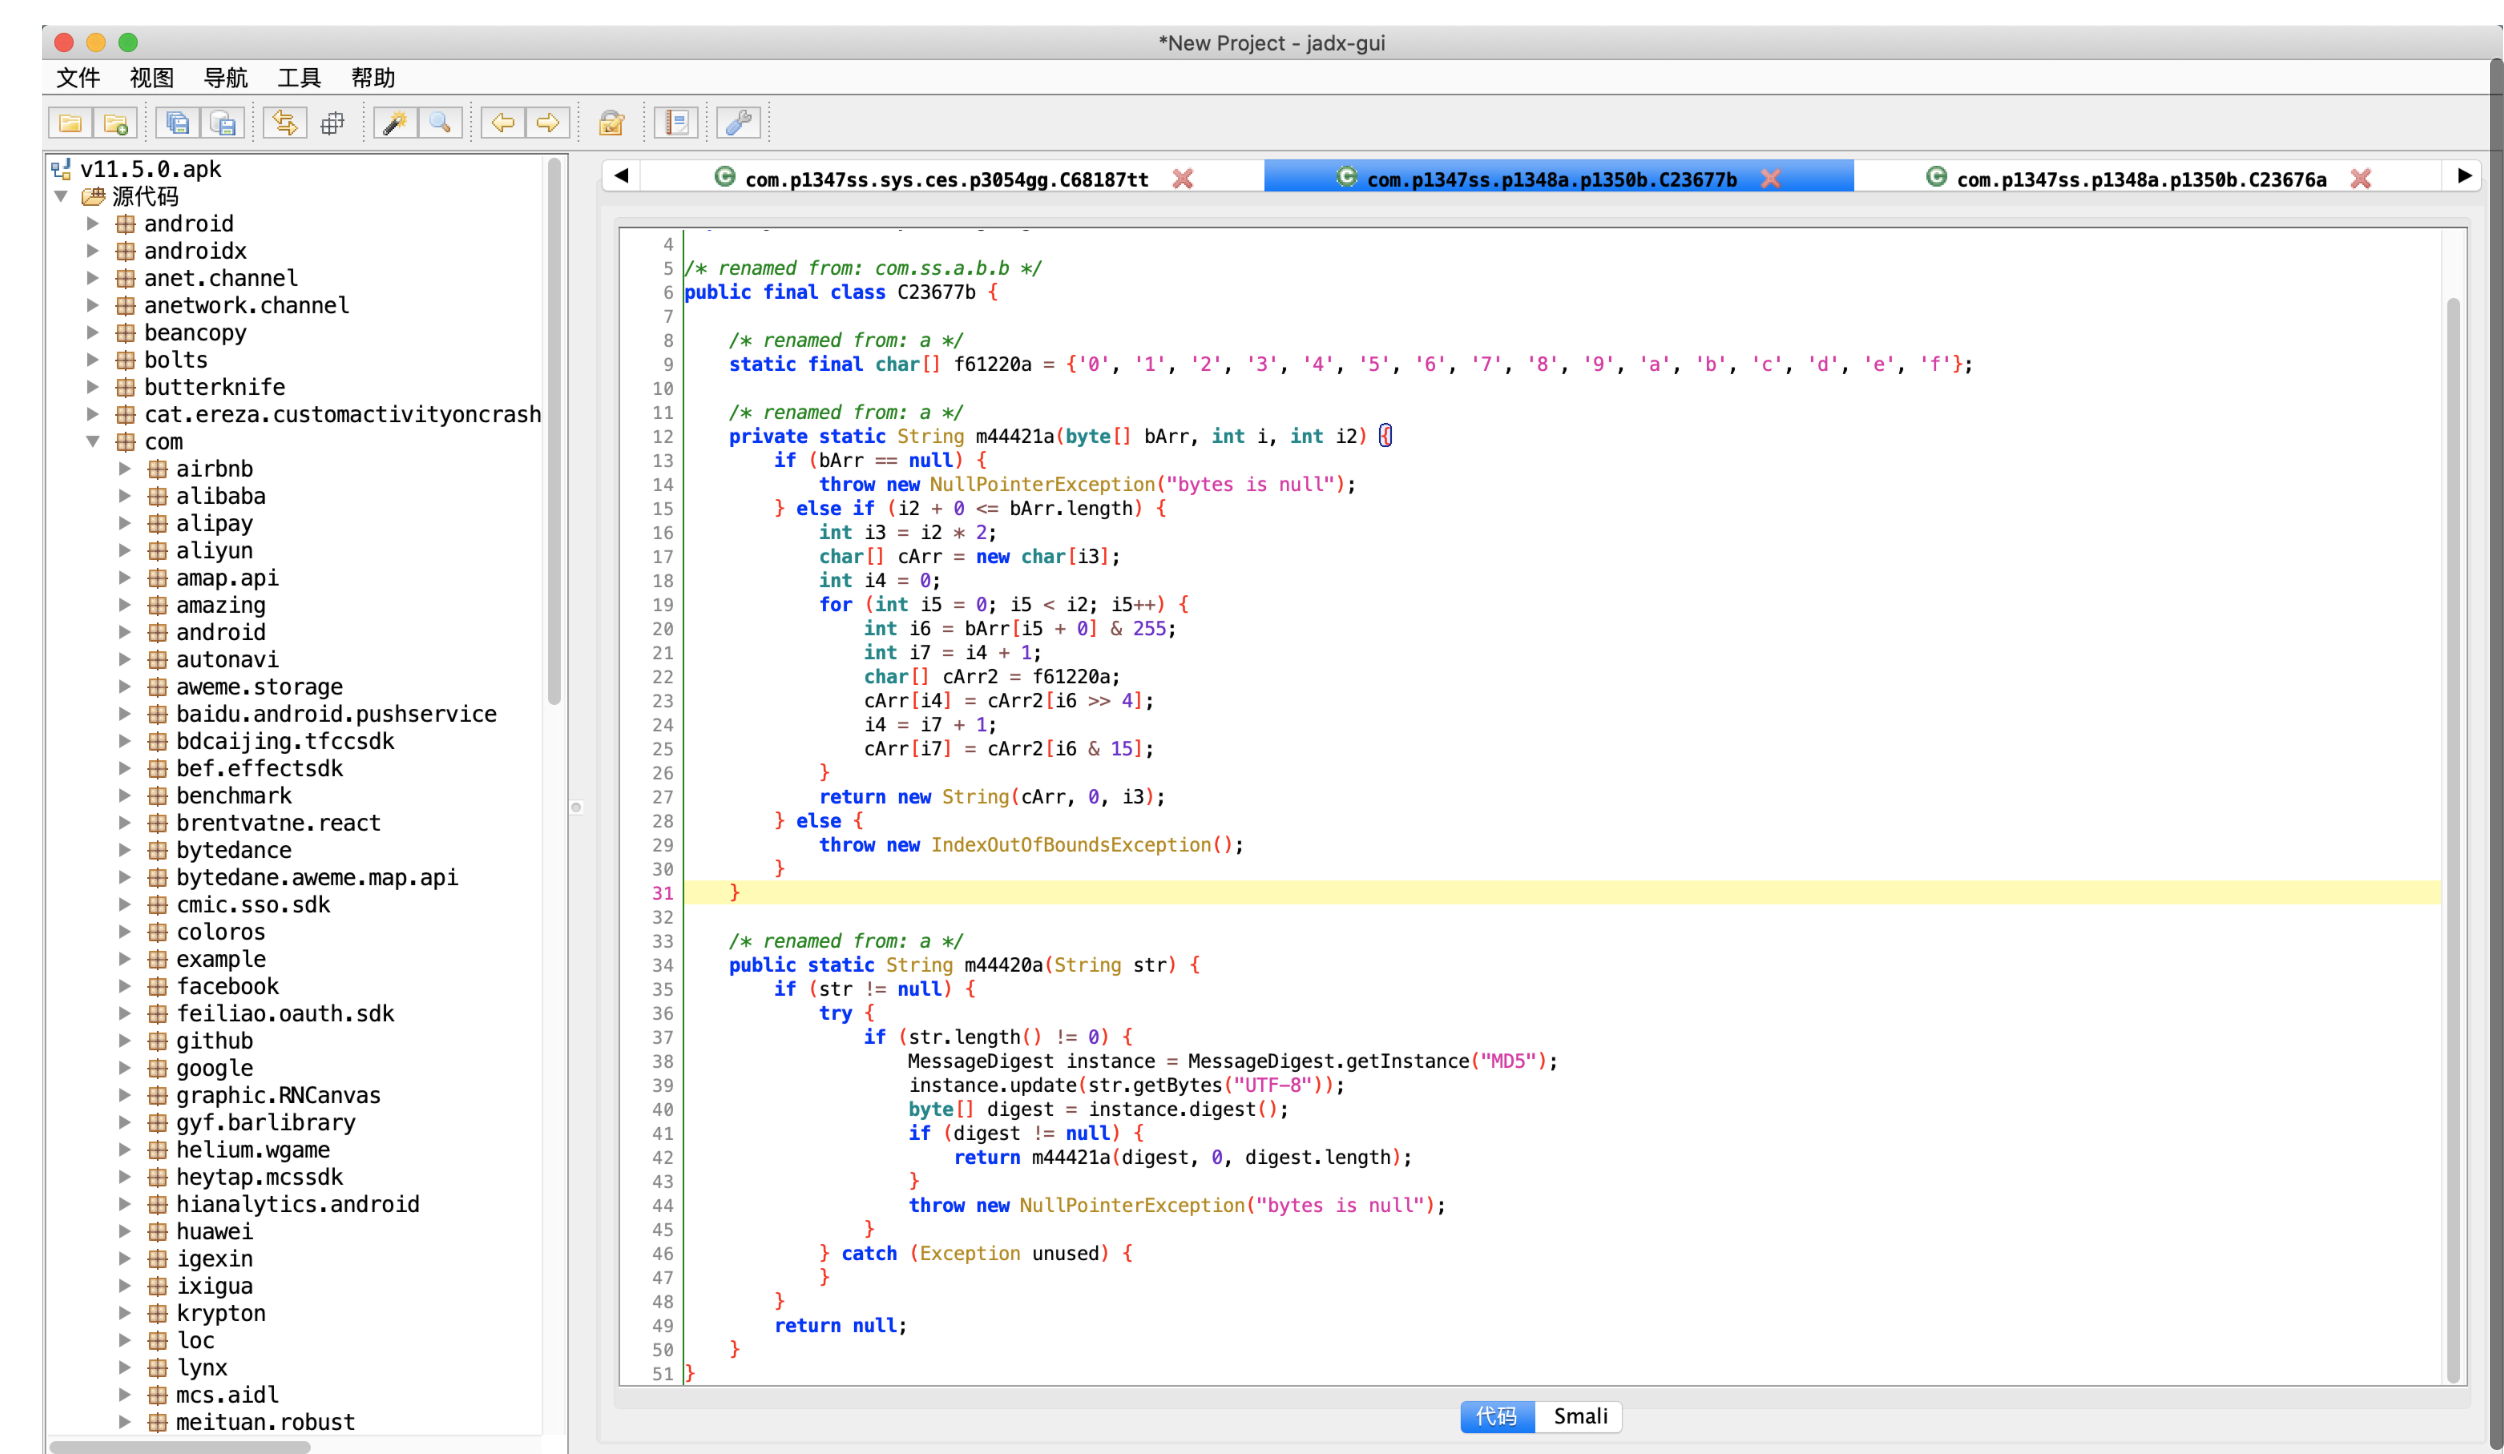 *New Project - jadx-gui
文件 视图 导航 工具 帮助
v11.5.0.apk
源代码
android
androidx
anet.channel
anetwork.channel
beancopy
bolts
butterknife
cat.ereza.customactivityoncrash
com
airbnb
alibaba
alipay
aliyun
amap.api
amazing
android
autonavi
aweme.storage
baidu.android.pushservice
bdcaijing.tfccsdk
bef.effectsdk
benchmark
brentvatne.react
bytedance
bytedane.aweme.map.api
cmic.sso.sdk
coloros
example
facebook
feiliao.oauth.sdk
github
google
graphic.RNCanvas
gyf.barlibrary
helium.wgame
heytap.mcssdk
hianalytics.android
huawei
igexin
ixigua
krypton
loc
lynx
mcs.aidl
meituan.robust
com.p1347ss.sys.ces.p3054gg.C68187tt
com.p1347ss.p1348a.p1350b.C23677b
com.p1347ss.p1348a.p1350b.C23676a
4
5 /* renamed from: com.ss.a.b.b */
6 public final class C23677b {
7
8 /* renamed from: a */
9 static final char[] f61220a = {'0', '1', '2', '3', '4', '5', '6', '7', '8', '9', 'a', 'b', 'c', 'd', 'e', 'f'};
10
11 /* renamed from: a */
12 private static String m44421a(byte[] bArr, int i, int i2) {
13 if (bArr == null) {
14 throw new NullPointerException("bytes is null");
15 } else if (i2 + 0 <= bArr.length) {
16 int i3 = i2 * 2;
17 char[] cArr = new char[i3];
18 int i4 = 0;
19 for (int i5 = 0; i5 < i2; i5++) {
20 int i6 = bArr[i5 + 0] & 255;
21 int i7 = i4 + 1;
22 char[] cArr2 = f61220a;
23 cArr[i4] = cArr2[i6 >> 4];
24 i4 = i7 + 1;
25 cArr[i7] = cArr2[i6 & 15];
26 }
27 return new String(cArr, 0, i3);
28 } else {
29 throw new IndexOutOfBoundsException();
30 }
31 }
32
33 /* renamed from: a */
34 public static String m44420a(String str) {
35 if (str != null) {
36 try {
37 if (str.length() != 0) {
38 MessageDigest instance = MessageDigest.getInstance("MD5");
39 instance.update(str.getBytes("UTF-8"));
40 byte[] digest = instance.digest();
41 if (digest != null) {
42 return m44421a(digest, 0, digest.length);
43 }
44 throw new NullPointerException("bytes is null");
45 }
46 } catch (Exception unused) {
47 }
48 }
49 return null;
50 }
51 }
代码 Smali